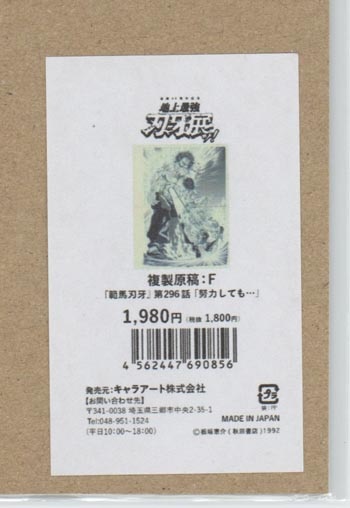 地上最強
刃牙展
複製原稿：F
「範馬刃牙」第296話「努力しても…」
1,980円 (税抜 1,800円)
4 562447 690856
発売元：キャラアート株式会社
【お問い合わせ先】
〒341-0038 埼玉県三郷市中央2-35-1
Tel:048-951-1524
(平日10:00〜18:00)
MADE IN JAPAN
©板垣恵介（秋田書店）1992